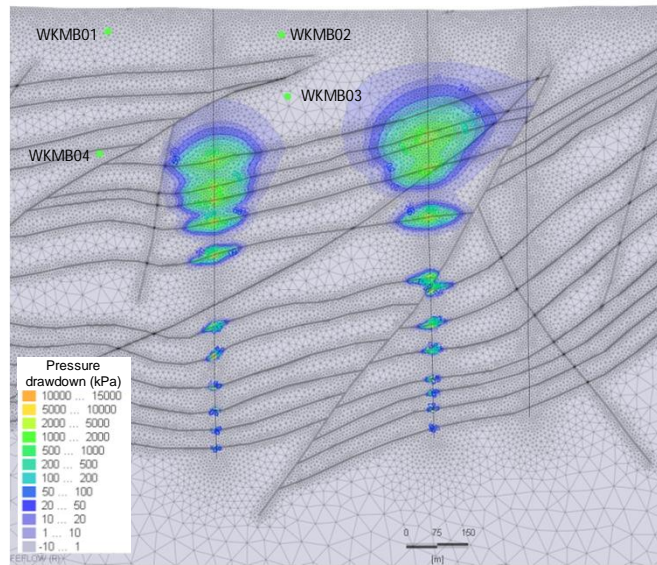 WKMB01
WKMB02
WKMB03
WKMB04
Pressure
drawdown (kPa)
10000 ... 15000
5000 ... 10000
2000 ... 5000
1000 ... 2000
500 ... 1000
200 ... 500
100 ... 200
50 ... 100
20 ... 50
10 ... 20
1 ... 10
-10 ... 1
0 75 150
[m]